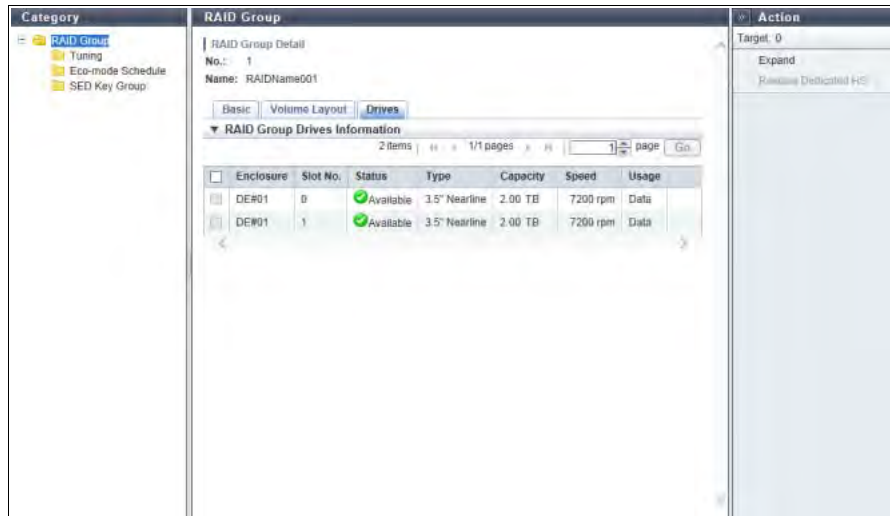 Category
RAID Group
Tuning
Eco-mode Schedule
SED Key Group
RAID Group
RAID Group Detail
No.: 1
Name: RAIDName001
Basic Volume Layout Drives
RAID Group Drives Information
2 items 1/1 pages 1 page Go
Enclosure Slot No. Status Type Capacity Speed Usage
DE#01 0 Available 3.5" Nearline 2.00 TB 7200 rpm Data
DE#01 1 Available 3.5" Nearline 2.00 TB 7200 rpm Data
Action
Target: 0
Expand
Release Dedicated HS